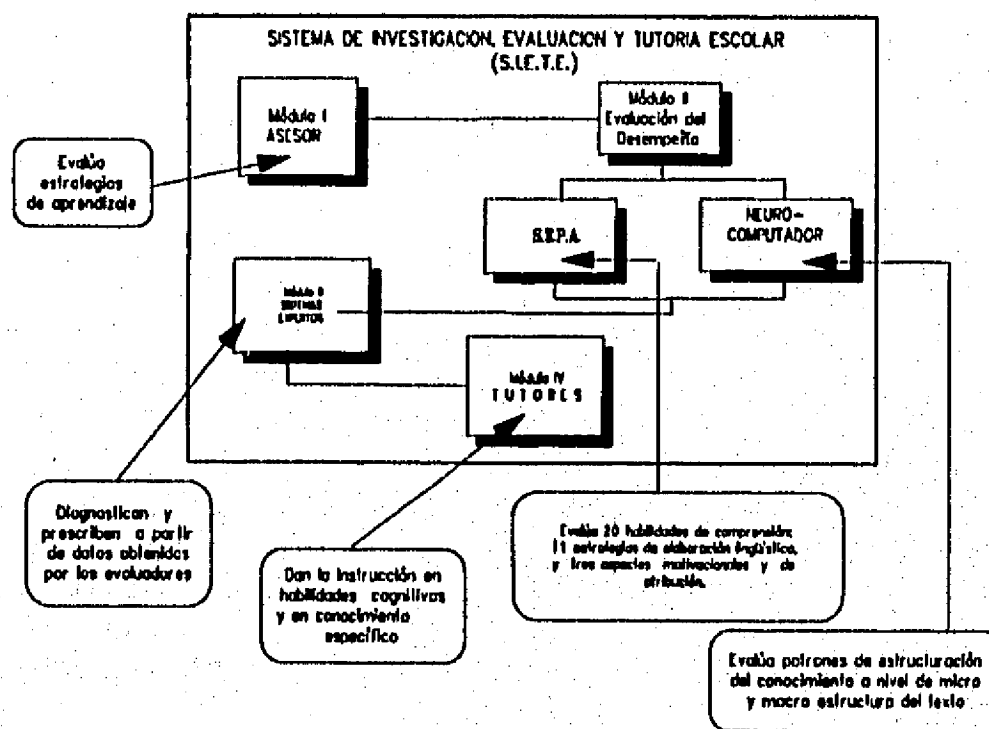 SISTEMA DE INVESTIGACION, EVALUACION Y TUTORIA ESCOLAR
(S.I.E.T.E.)
Módulo I
ASESOR
Módulo II
Evaluación del
Desempeño
Evalúa
estrategias
de aprendizaje
NEURO-
COMPUTADOR
Módulo
SISTEMAS
EXPERTOS
Módulo IV
TUTORES
Diagnostican y
prescriben a partir
de datos obtenidos
por los evaluadores
Dan la instrucción en
habilidades cognitivas
y en conocimiento
específico
Evalúa 20 habilidades de comprensión;
11 estrategias de elaboración lingüística,
y tres aspectos motivacionales y de
atribución.
Evalúa patrones de estructuración
del conocimiento a nivel de micro
y macro estructura del texto